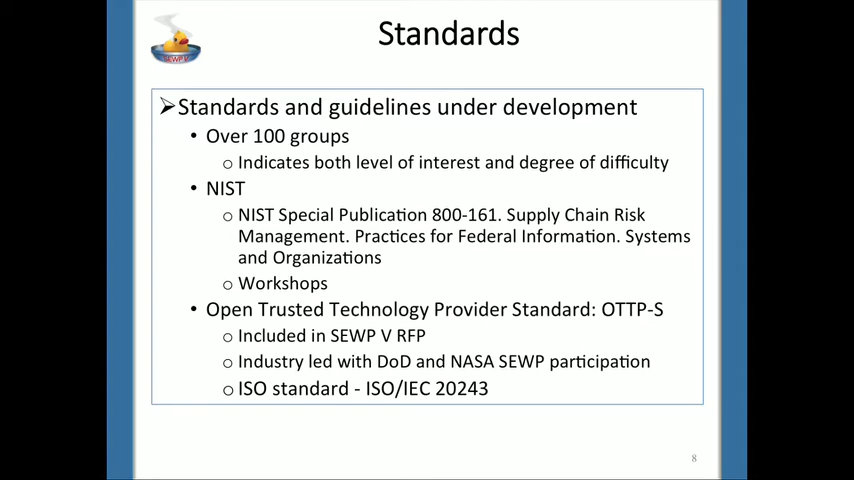 Standards
SEWP V
➢Standards and guidelines under development
• Over 100 groups
o Indicates both level of interest and degree of difficulty
• NIST
o NIST Special Publication 800-161. Supply Chain Risk
Management. Practices for Federal Information. Systems
and Organizations
o Workshops
• Open Trusted Technology Provider Standard: OTTP-S
o Included in SEWP V RFP
o Industry led with DoD and NASA SEWP participation
o ISO standard - ISO/IEC 20243
8